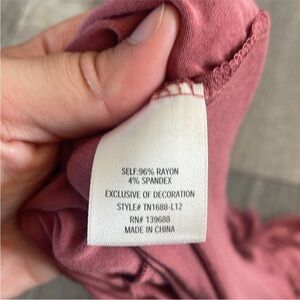 SELF:96% RAYON
4% SPANDEX
EXCLUSIVE OF DECORATION
STYLE# TN1688-L12
RN# 139688
MADE IN CHINA